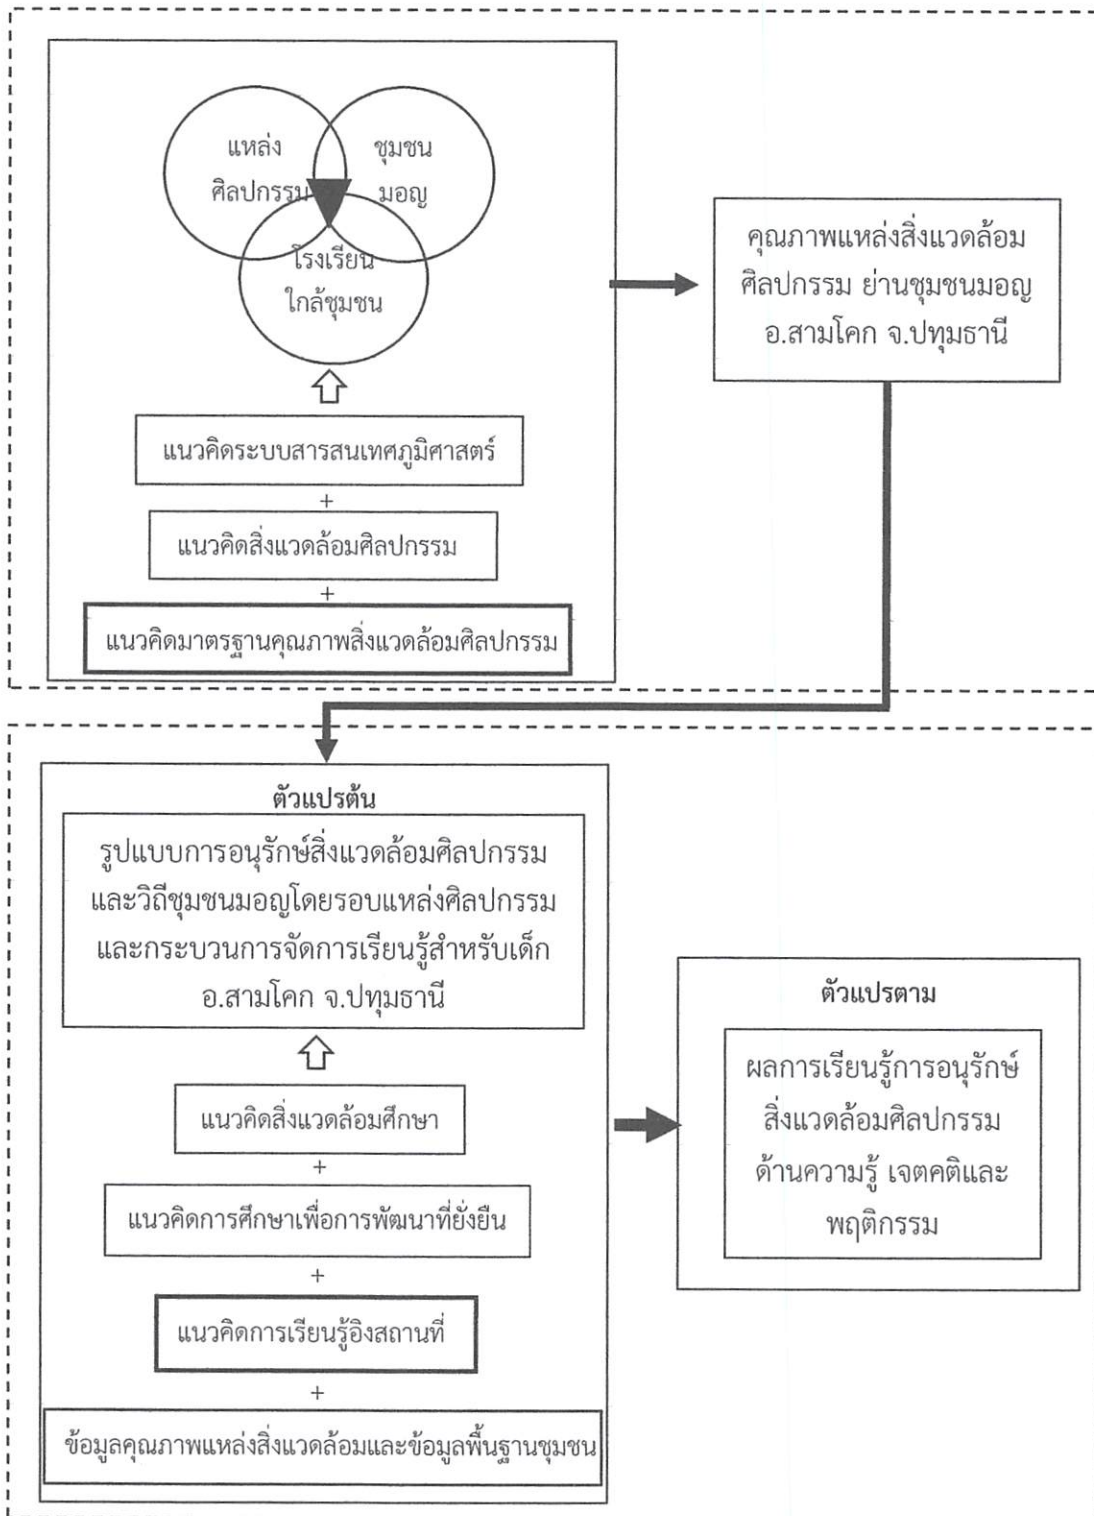 แหล่ง
ศิลปกรรม
ชุมชน
มอญ
โรงเรียน
ใกล้ชุมชน
แนวคิดระบบสารสนเทศภูมิศาสตร์
+
แนวคิดสิ่งแวดล้อมศิลปกรรม
+
แนวคิดมาตรฐานคุณภาพสิ่งแวดล้อมศิลปกรรม
คุณภาพแหล่งสิ่งแวดล้อม
ศิลปกรรม ย่านชุมชนมอญ
อ.สามโคก จ.ปทุมธานี
ตัวแปรต้น
รูปแบบการอนุรักษ์สิ่งแวดล้อมศิลปกรรม
และวิถีชุมชนมอญโดยรอบแหล่งศิลปกรรม
และกระบวนการจัดการเรียนรู้สำหรับเด็ก
อ.สามโคก จ.ปทุมธานี
แนวคิดสิ่งแวดล้อมศึกษา
+
แนวคิดการศึกษาเพื่อการพัฒนาที่ยั่งยืน
+
แนวคิดการเรียนรู้อิงสถานที่
+
ข้อมูลคุณภาพแหล่งสิ่งแวดล้อมและข้อมูลพื้นฐานชุมชน
ตัวแปรตาม
ผลการเรียนรู้การอนุรักษ์
สิ่งแวดล้อมศิลปกรรม
ด้านความรู้ เจตคติและ
พฤติกรรม